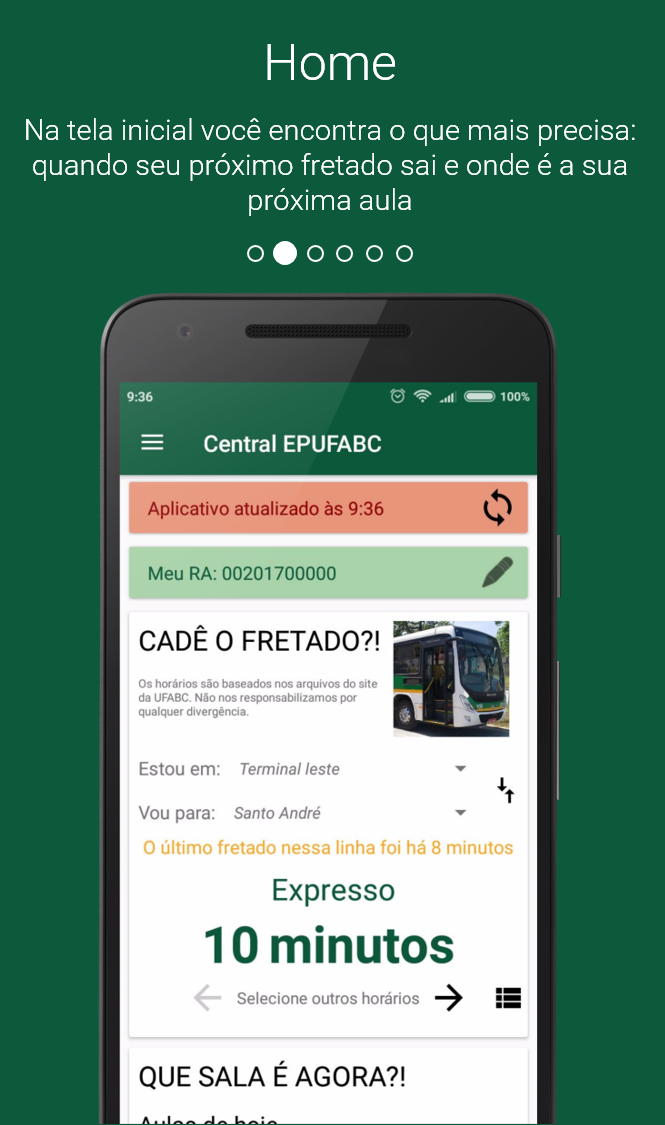 Home
Na tela inicial você encontra o que mais precisa:
quando seu próximo fretado sai e onde é a sua
próxima aula
9:36
100%
Central EPUFABC
Aplicativo atualizado às 9:36
Meu RA: 00201700000
CADÊ O FRETADO?!
Os horários são baseados nos arquivos do site
da UFABC. Não nos responsabilizamos por
qualquer divergência.
Estou em: Terminal leste
Vou para: Santo André
O último fretado nessa linha foi há 8 minutos
Expresso
10 minutos
Selecione outros horários
QUE SALA É AGORA?!
Aulas de hoje